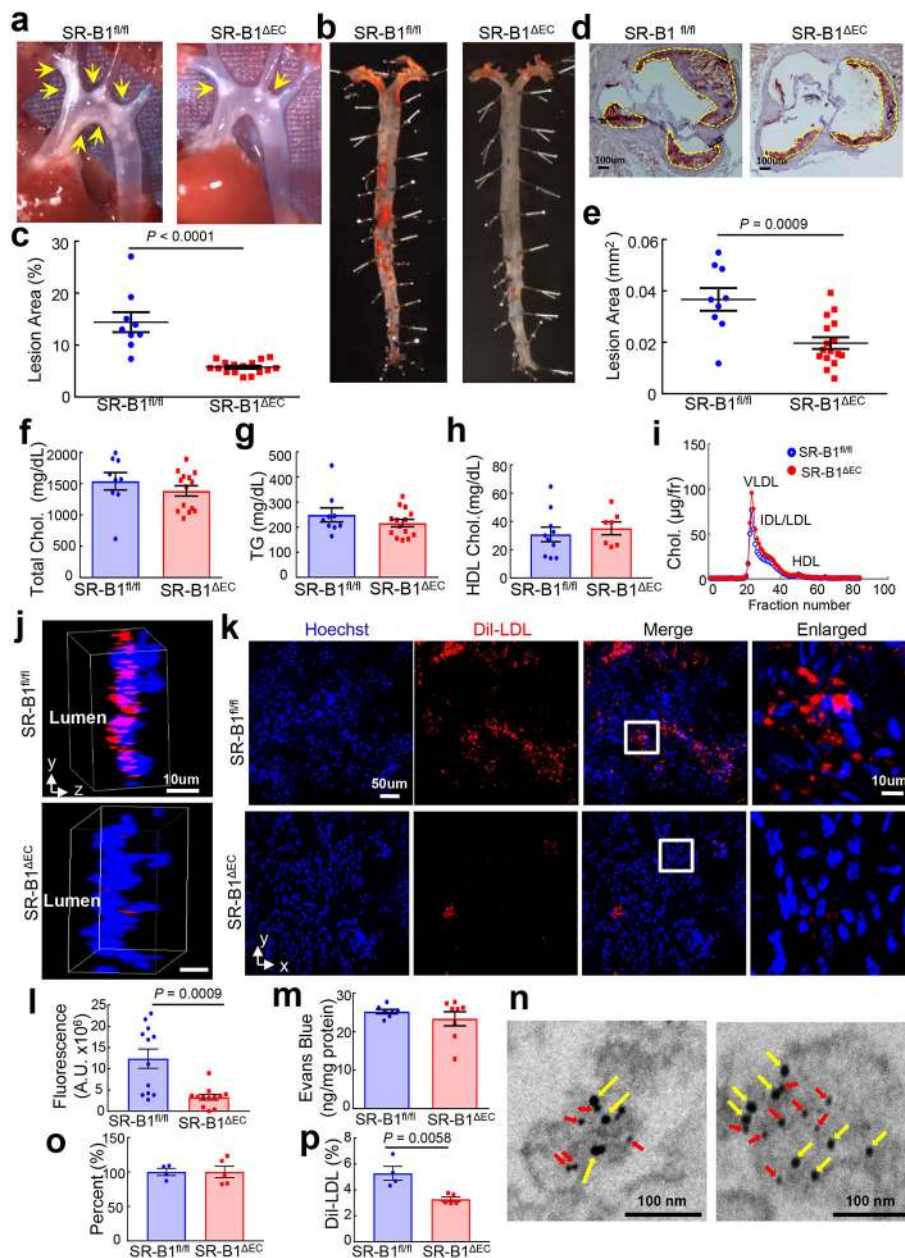 a
SR-B1fl/fl
SR-B1ΔEC
b
SR-B1fl/fl
SR-B1ΔEC
d
SR-B1 fl/fl
SR-B1ΔEC
100um
100um
c
P < 0.0001
Lesion Area (%)
30
20
10
0
SR-B1fl/fl
SR-B1ΔEC
e
P = 0.0009
Lesion Area (mm2)
0.06
0.04
0.02
0
SR-B1fl/fl
SR-B1ΔEC
f
Total Chol. (mg/dL)
2000
1500
1000
500
0
SR-B1fl/fl
SR-B1ΔEC
g
TG (mg/dL)
600
400
200
0
SR-B1fl/fl
SR-B1ΔEC
h
HDL Chol.(mg/dL)
80
60
40
20
0
SR-B1fl/fl
SR-B1ΔEC
i
SR-B1fl/fl
SR-B1ΔEC
Chol. (µg/fr)
150
100
50
0
VLDL
IDL/LDL
HDL
0 20 40 60 80 100
Fraction number
j
SR-B1fl/fl
Lumen
y
z
10um
SR-B1ΔEC
Lumen
k
Hoechst
Dil-LDL
Merge
Enlarged
SR-B1fl/fl
50um
10um
SR-B1ΔEC
y
x
l
P = 0.0009
Fluorescence
(A.U. x106)
25
20
15
10
5
0
SR-B1fl/fl
SR-B1ΔEC
m
Evans Blue
(ng/mg protein)
30
20
10
0
SR-B1fl/fl
SR-B1ΔEC
n
100 nm
100 nm
o
Percent (%)
150
100
50
0
SR-B1fl/fl
SR-B1ΔEC
p
P = 0.0058
Dil-LDL (%)
8
6
4
2
0
SR-B1fl/fl
SR-B1ΔEC